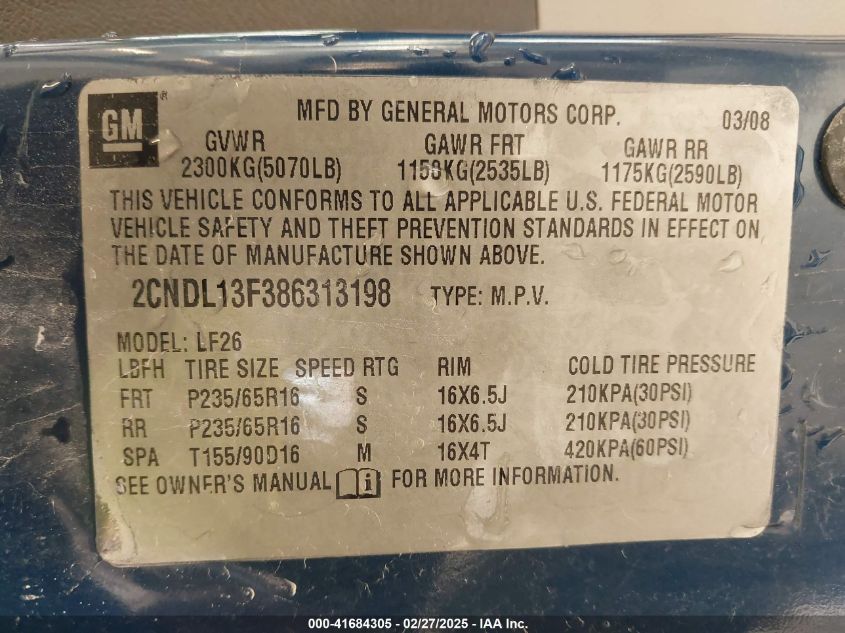 GM
®
MFD BY GENERAL MOTORS CORP. 03/08
GVWR GAWR FRT GAWR RR
2300KG(5070LB) 1150KG(2535LB) 1175KG(2590LB)
THIS VEHICLE CONFORMS TO ALL APPLICABLE U.S. FEDERAL MOTOR
VEHICLE SAFETY AND THEFT PREVENTION STANDARDS IN EFFECT ON
THE DATE OF MANUFACTURE SHOWN ABOVE.
2CNDL13F386313198 TYPE: M.P.V.
MODEL: LF26
LBFH TIRE SIZE SPEED RTG RIM COLD TIRE PRESSURE
FRT P235/65R16 S 16X6.5J 210KPA(30PSI)
RR P235/65R16 S 16X6.5J 210KPA(30PSI)
SPA T155/90D16 M 16X4T 420KPA(60PSI)
SEE OWNER'S MANUAL i FOR MORE INFORMATION.
000-41684305 - 02/27/2025 - IAA Inc.